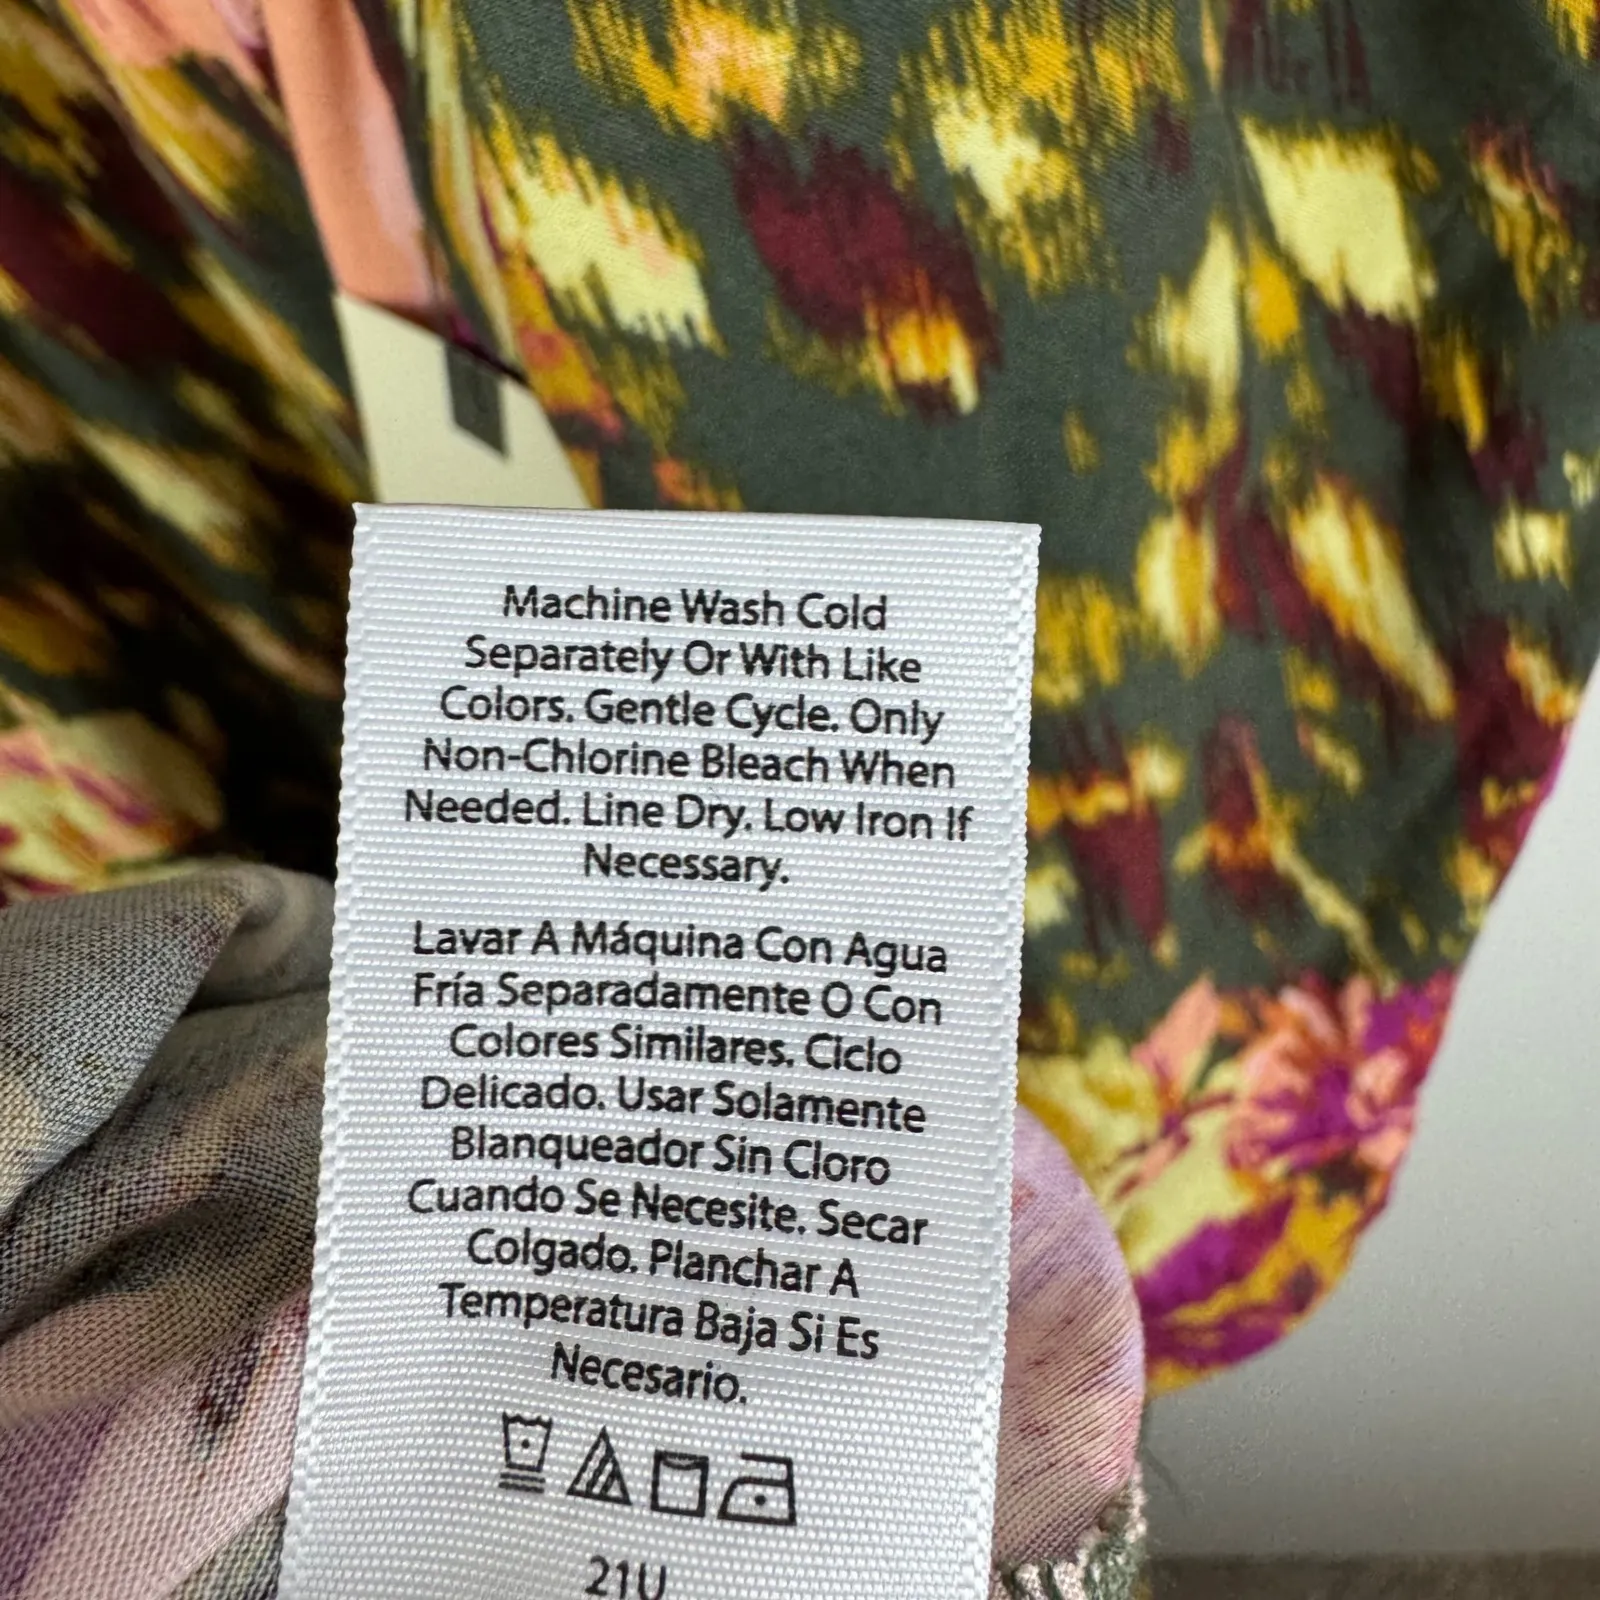 Machine Wash Cold
Separately Or With Like
Colors. Gentle Cycle. Only
Non-Chlorine Bleach When
Needed. Line Dry. Low Iron If
Necessary.
Lavar A Máquina Con Agua
Fría Separadamente O Con
Colores Similares. Ciclo
Delicado. Usar Solamente
Blanqueador Sin Cloro
Cuando Se Necesite. Secar
Colgado. Planchar A
Temperatura Baja Si Es
Necesario.
21U